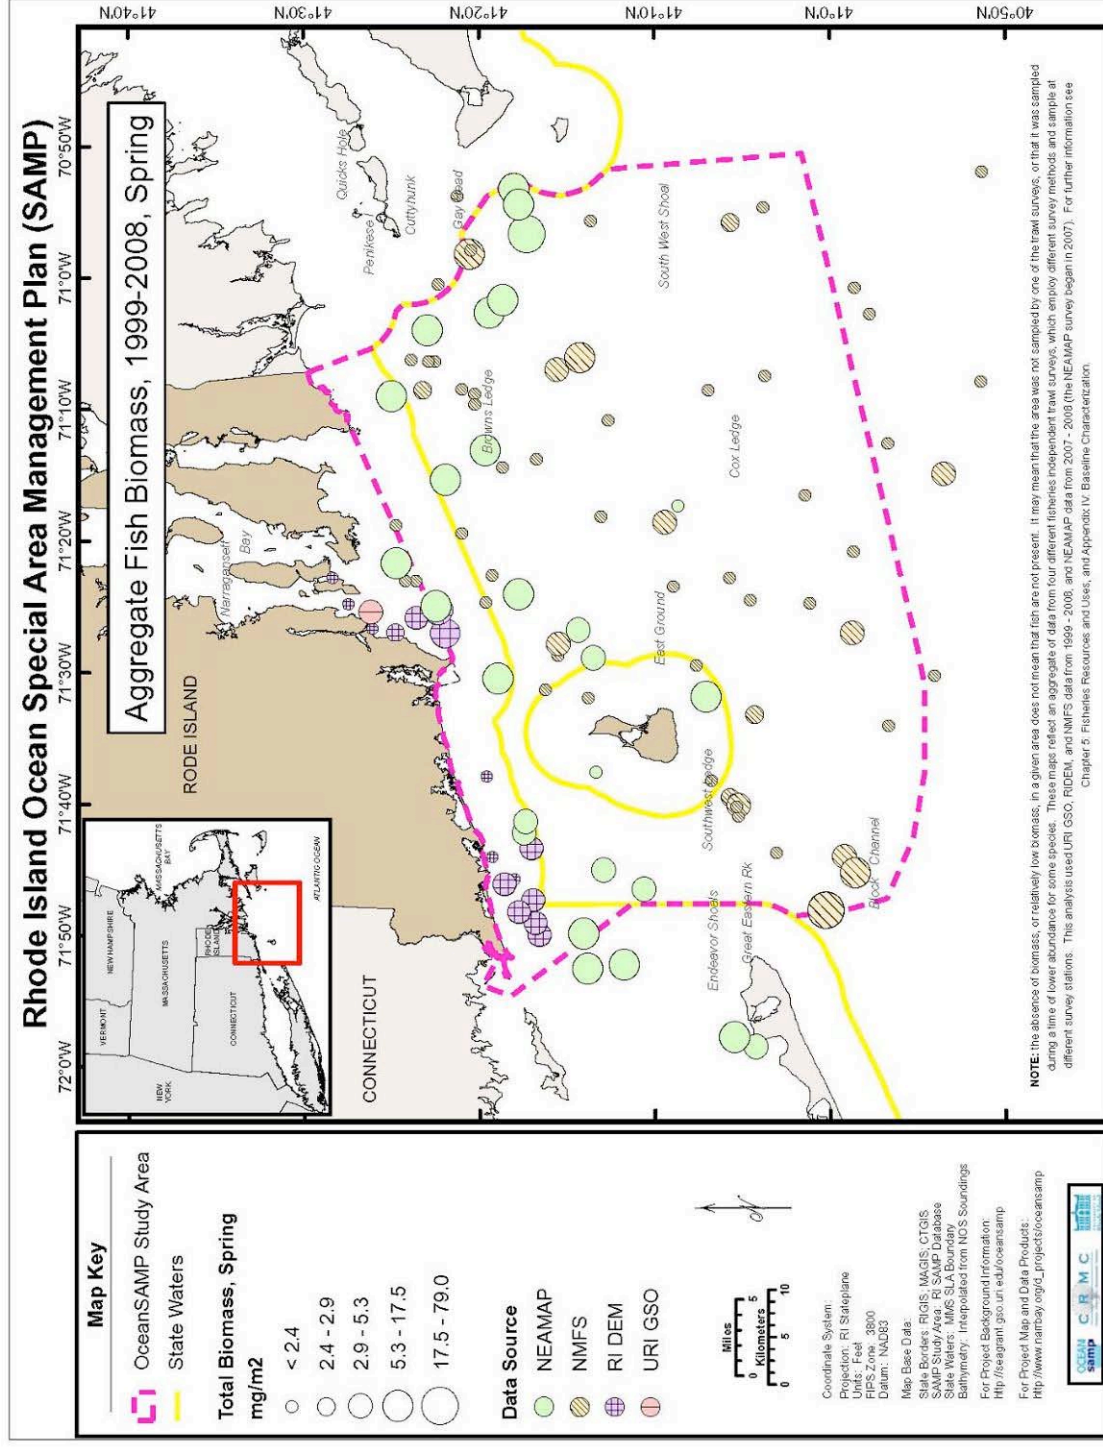 Rhode Island Ocean Special Area Management Plan (SAMP)
Map Key
OceanSAMP Study Area
State Waters
Total Biomass, Spring
mg/m2
< 2.4
2.4 - 2.9
2.9 - 5.3
5.3 - 17.5
17.5 - 79.0
Data Source
NEAMAP
NMFS
RI DEM
URI GSO
N
Miles
0 5 10
Kilometers
0 5 10
Coordinate System:
Projection: RI Stateplane
Units: Feet
FIPS Zone: 3800
Datum: NAD83
Map Base Data:
State Borders: RIGIS; MAGIS; CTGIS
SAMP Study Area: RI SAMP Database
State Waters: MMS SLA Boundary
Bathymetry: Interpolated from NOS Soundings
For Project Background Information:
http://seagrant.gso.uri.edu/oceansamp
For Project Map and Data Products:
http://www.narrbay.org/d_projects/oceansamp
OCEAN
samp
C R M C
72°0'W
71°50'W
71°40'W
71°30'W
71°20'W
71°10'W
71°0'W
70°50'W
Aggregate Fish Biomass, 1999-2008, Spring
VERMONT
NEW HAMPSHIRE
NEW
YORK
MASSACHUSETTS
MASSACHUSETTS
BAY
CONNECTICUT
RHODE
ISLAND
ATLANTIC OCEAN
CONNECTICUT
RODE ISLAND
Narragansett
Bay
Quicks Hole
Penikese I
Cuttyhunk
Gay Head
Browns Ledge
South West Shoal
Cox Ledge
East Ground
Southwest Ledge
Endeavor Shoals
Great Eastern Rk
Block Channel
41°40'N
41°30'N
41°20'N
41°10'N
41°0'N
40°50'N
NOTE: the absence of biomass, or relatively low biomass, in a given area does not mean that fish are not present. It may mean that the area was not sampled by one of the trawl surveys, or that it was sampled
during a time of lower abundance for some species. These maps reflect an aggregate of data from four different fisheries independent trawl surveys, which employ different survey methods and sample at
different survey stations. This analysis used URI GSO, RIDEM, and NMFS data from 1999 - 2008, and NEAMAP data from 2007 - 2008 (the NEAMAP survey began in 2007). For further information see
Chapter 5. Fisheries Resources and Uses, and Appendix IV. Baseline Characterization.